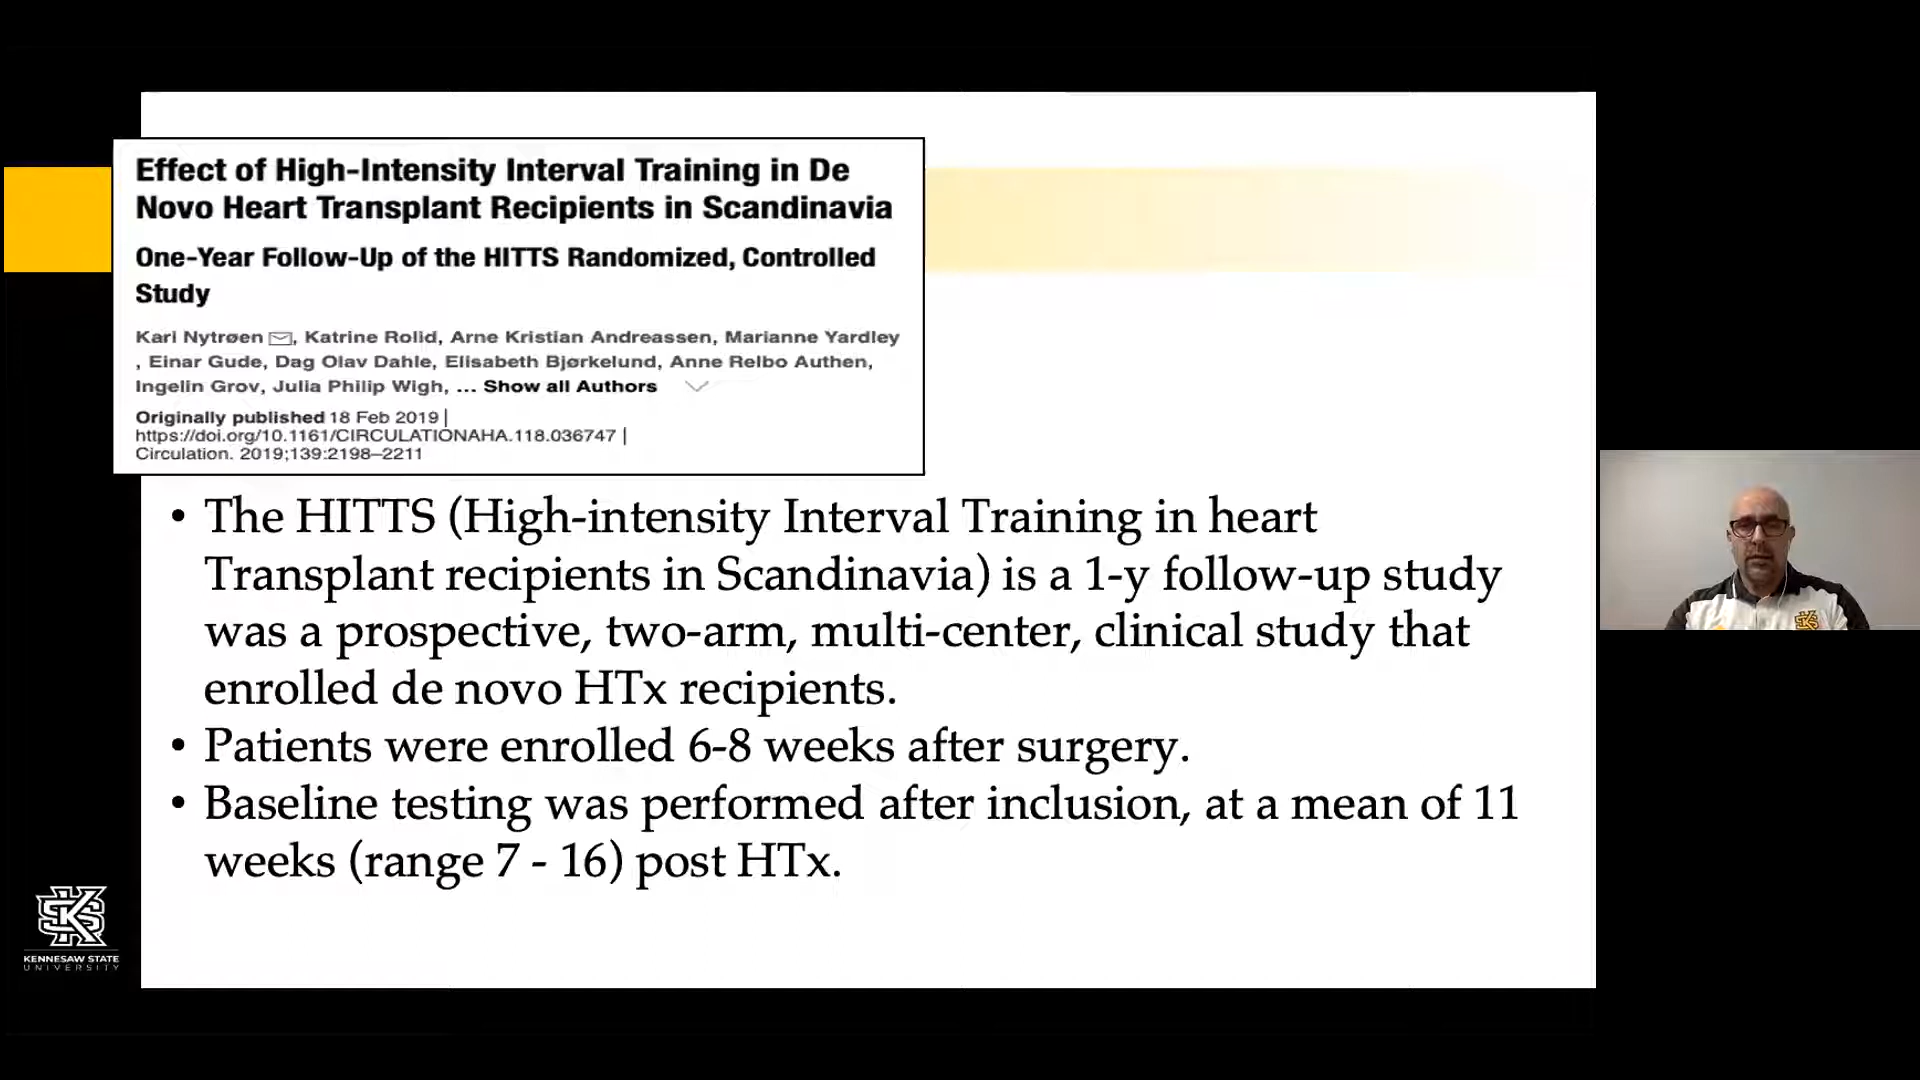 Effect of High-Intensity Interval Training in De
Novo Heart Transplant Recipients in Scandinavia
One-Year Follow-Up of the HITTS Randomized, Controlled
Study
Kari Nytrøen, Katrine Rolid, Arne Kristian Andreassen, Marianne Yardley
, Einar Gude, Dag Olav Dahle, Elisabeth Bjørkelund, Anne Relbo Authen,
Ingelin Grov, Julia Philip Wigh, ... Show all Authors
Originally published 18 Feb 2019 |
https://doi.org/10.1161/CIRCULATIONAHA.118.036747 |
Circulation. 2019;139:2198–2211
• The HITTS (High-intensity Interval Training in heart
Transplant recipients in Scandinavia) is a 1-y follow-up study
was a prospective, two-arm, multi-center, clinical study that
enrolled de novo HTx recipients.
• Patients were enrolled 6-8 weeks after surgery.
• Baseline testing was performed after inclusion, at a mean of 11
weeks (range 7 - 16) post HTx.
KS
KENNESAW STATE
UNIVERSITY
KS